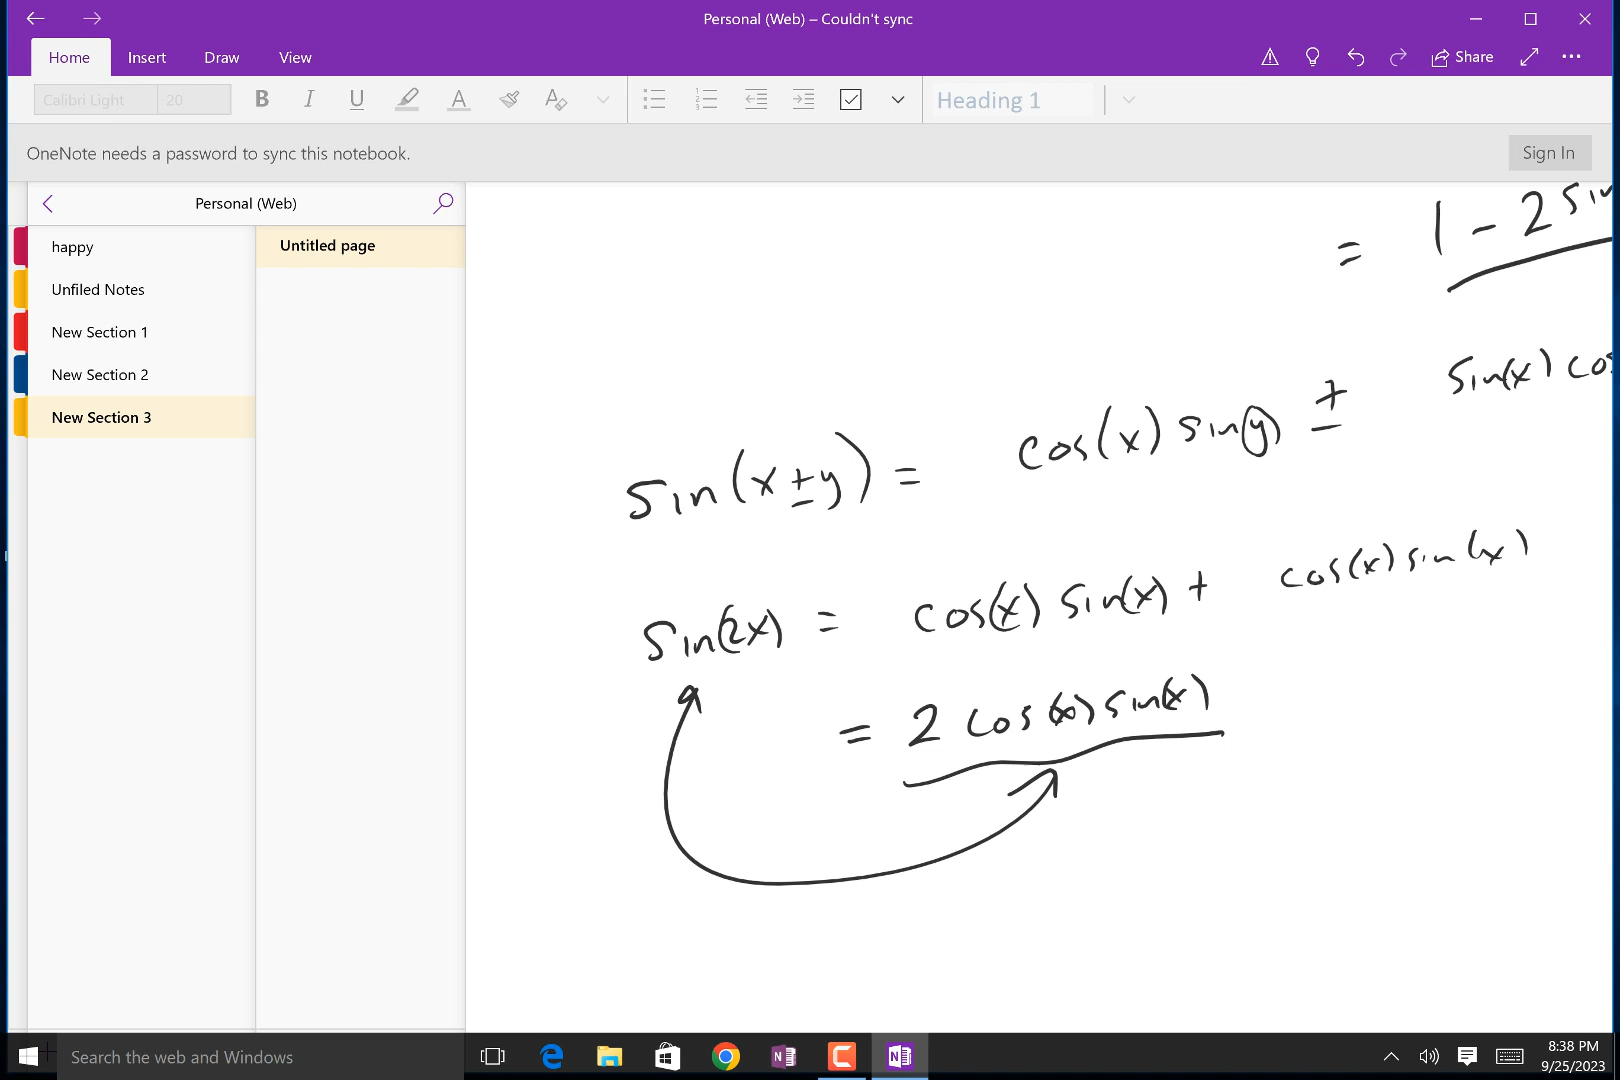 Personal (Web) – Couldn't sync
Home Insert Draw View Share
Calibri Light 20 B I U A A Heading 1
OneNote needs a password to sync this notebook. Sign In
Personal (Web)
happy
Unfiled Notes
New Section 1
New Section 2
New Section 3
Untitled page
= 1 - 2 sin
sin(x ± y) = cos(x) sin(y) ± sin(x) cos
sin(2x) = cos(x) sin(x) + cos(x) sin(x)
= 2 cos(x) sin(x)
Search the web and Windows
8:38 PM
9/25/2023